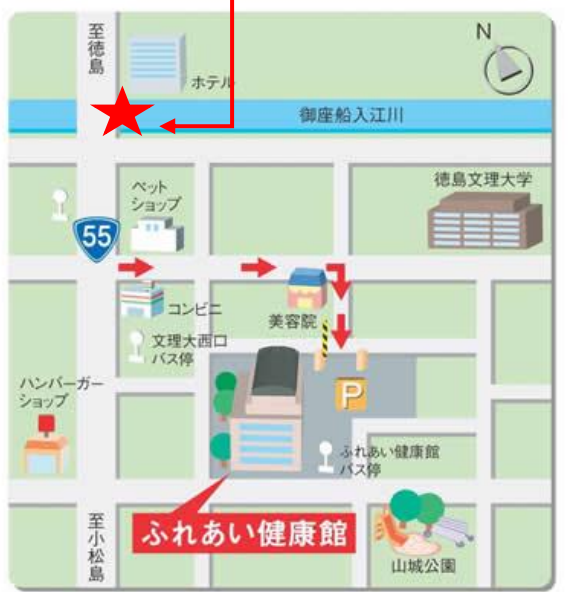 至徳島
N
ホテル
御座船入江川
ペット
ショップ
徳島文理大学
55
コンビニ
美容院
文理大西口
バス停
ハンバーガー
ショップ
P
ふれあい健康館
バス停
ふれあい健康館
至小松島
山城公園